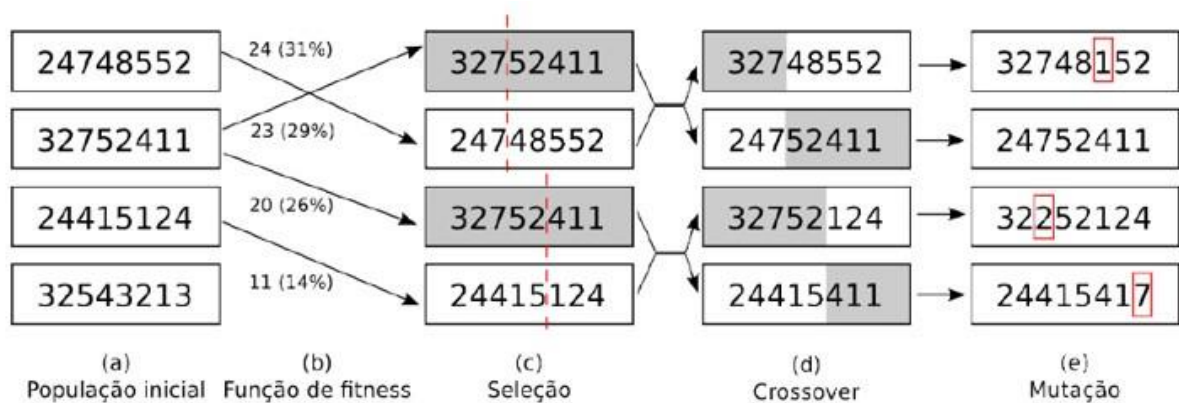 24748552
32752411
24415124
32543213
24 (31%)
23 (29%)
20 (26%)
11 (14%)
32752411
24748552
32752411
24415124
32748552
24752411
32752124
24415411
32748152
24752411
32252124
24415417
(a)
População inicial
(b)
Função de fitness
(c)
Seleção
(d)
Crossover
(e)
Mutação